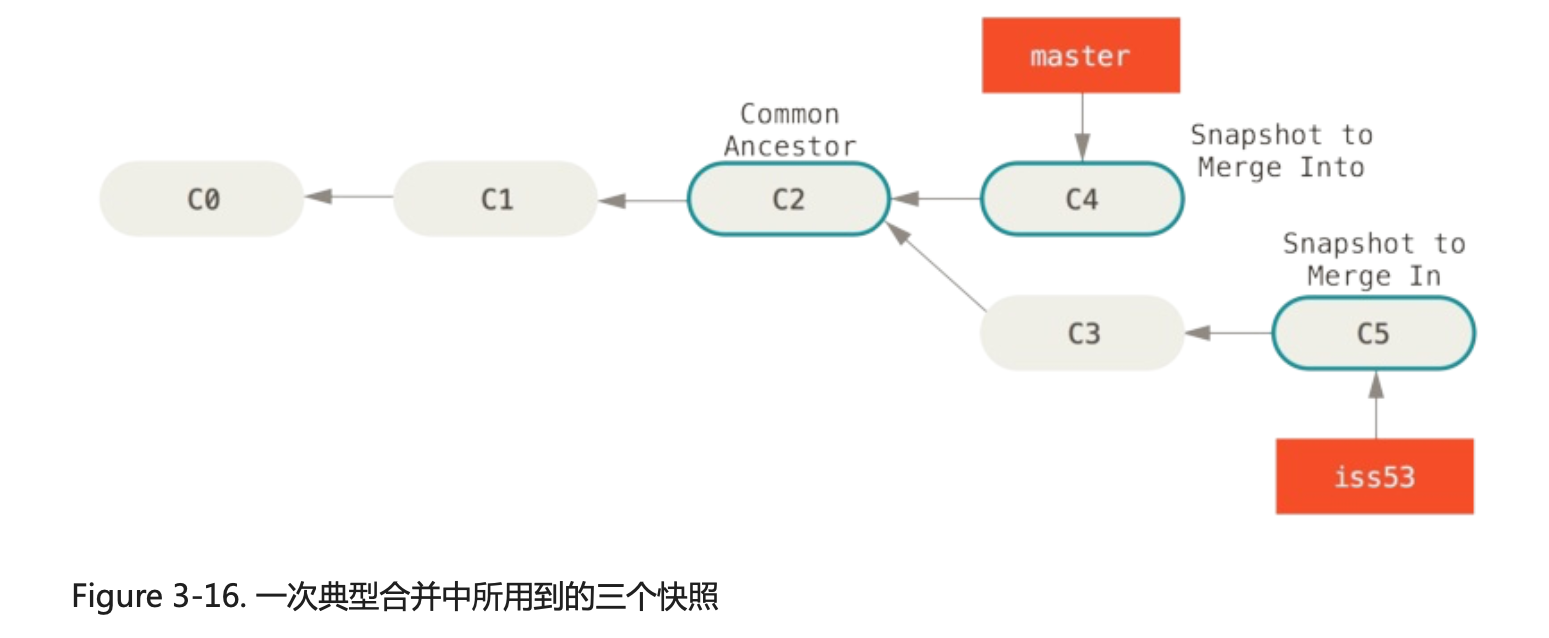 master
Common
Ancestor
Snapshot to
Merge Into
C0
C1
C2
C4
Snapshot to
Merge In
C3
C5
iss53
Figure 3-16. 一次典型合并中所用到的三个快照